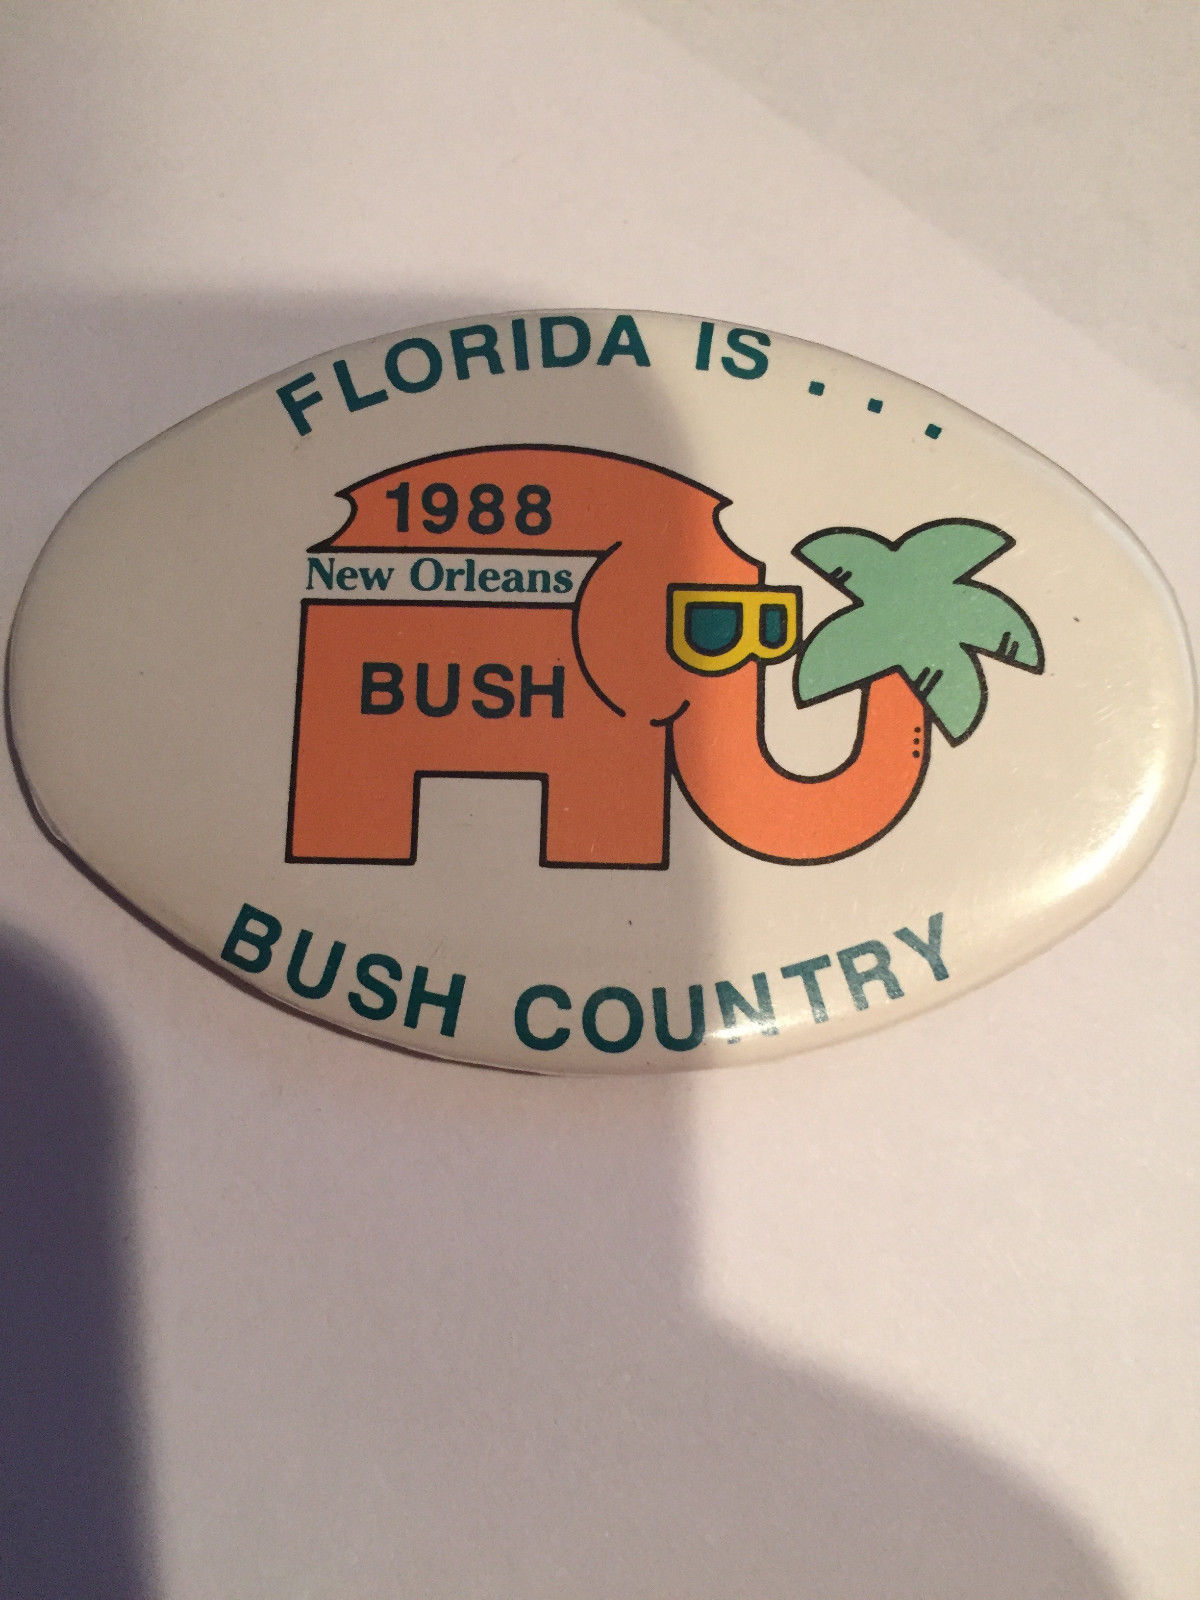 FLORIDA IS...
1988
New Orleans
BUSH
BUSH COUNTRY